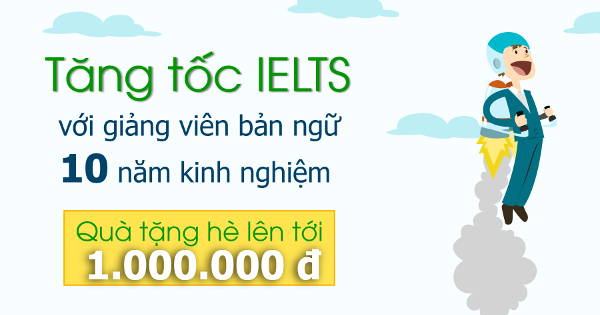 Tăng tốc IELTS
với giảng viên bản ngữ
10 năm kinh nghiệm
Quà tặng hè lên tới
1.000.000 đ